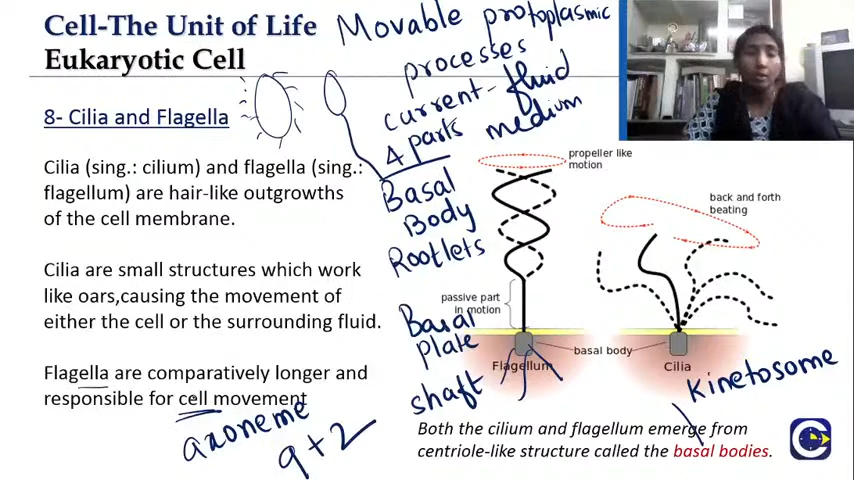 Cell-The Unit of Life
Eukaryotic Cell
8- Cilia and Flagella
Cilia (sing.: cilium) and flagella (sing.:
flagellum) are hair-like outgrowths
of the cell membrane.
Cilia are small structures which work
like oars,causing the movement of
either the cell or the surrounding fluid.
Flagella are comparatively longer and
responsible for cell movement
axoneme
9+2
Movable protoplasmic
processes
current - fluid
medium
4 parts
Basal
Body
Rootlets
Basal
plate
shaft
propeller like
motion
passive part
in motion
Flagellum
basal body
back and forth
beating
Cilia
Kinetosome
Both the cilium and flagellum emerge from
centriole-like structure called the basal bodies.